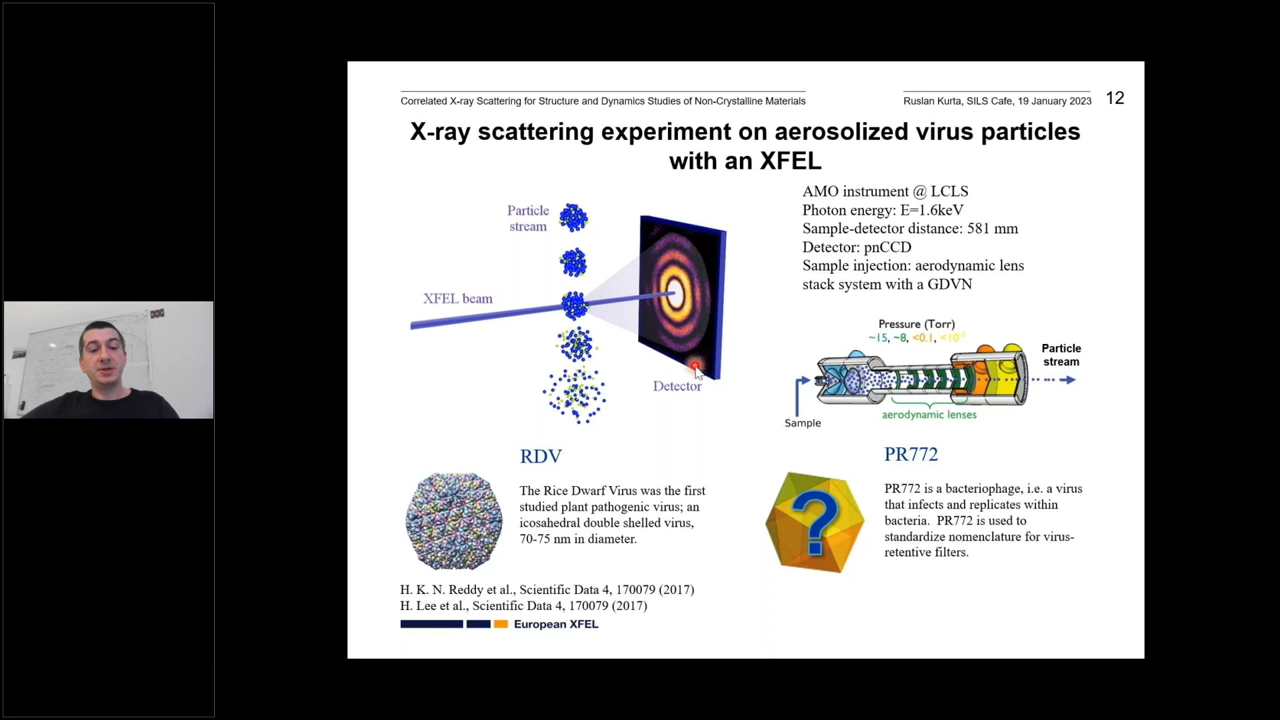 Correlated X-ray Scattering for Structure and Dynamics Studies of Non-Crystalline Materials
Ruslan Kurta, SILS Cafe, 19 January 2023
12
X-ray scattering experiment on aerosolized virus particles
with an XFEL
Particle
stream
XFEL beam
Detector
AMO instrument @ LCLS
Photon energy: E=1.6keV
Sample-detector distance: 581 mm
Detector: pnCCD
Sample injection: aerodynamic lens
stack system with a GDVN
Pressure (Torr)
~15, ~8, <0.1, <10
Particle
stream
aerodynamic lenses
Sample
RDV
The Rice Dwarf Virus was the first
studied plant pathogenic virus; an
icosahedral double shelled virus,
70-75 nm in diameter.
PR772
?
PR772 is a bacteriophage, i.e. a virus
that infects and replicates within
bacteria. PR772 is used to
standardize nomenclature for virus-
retentive filters.
H. K. N. Reddy et al., Scientific Data 4, 170079 (2017)
H. Lee et al., Scientific Data 4, 170079 (2017)
European XFEL